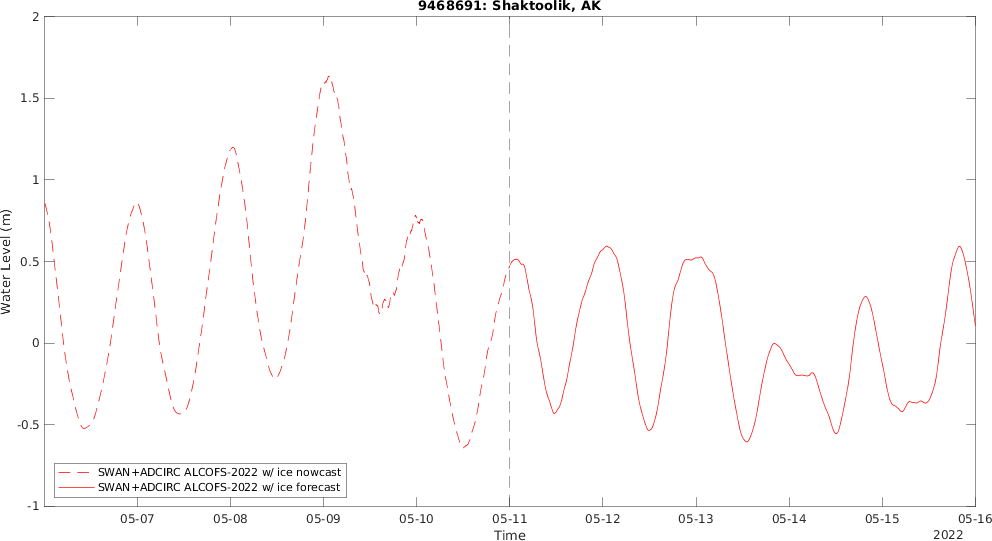 9468691: Shaktoolik, AK
2
1.5
1
0.5
0
-0.5
-1
Water Level (m)
SWAN+ADCIRC ALCOFS-2022 w/ ice nowcast
SWAN+ADCIRC ALCOFS-2022 w/ ice forecast
05-07 05-08 05-09 05-10 05-11 05-12 05-13 05-14 05-15 05-16
Time
2022